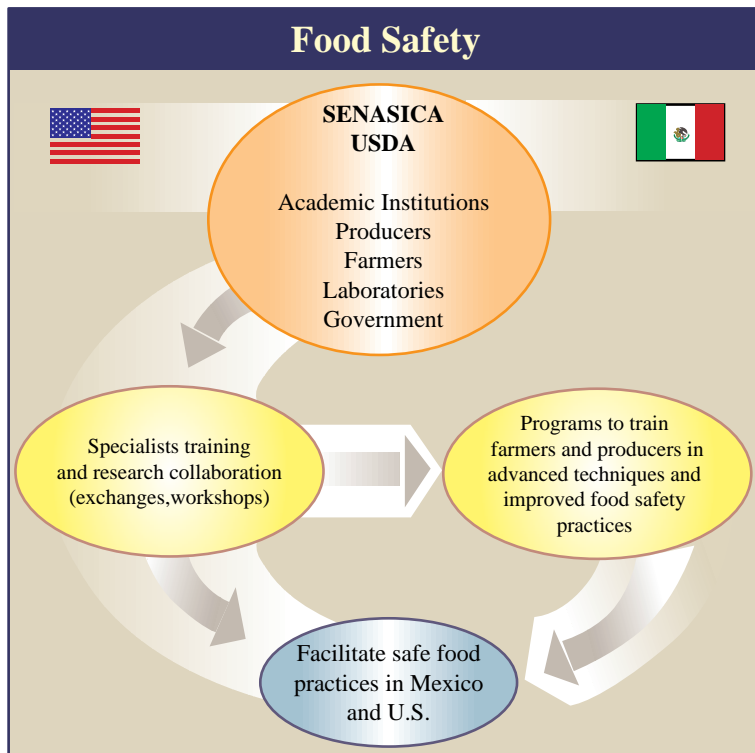 Food Safety
SENASICA
USDA
Academic Institutions
Producers
Farmers
Laboratories
Government
Specialists training
and research collaboration
(exchanges,workshops)
Programs to train
farmers and producers in
advanced techniques and
improved food safety
practices
Facilitate safe food
practices in Mexico
and U.S.